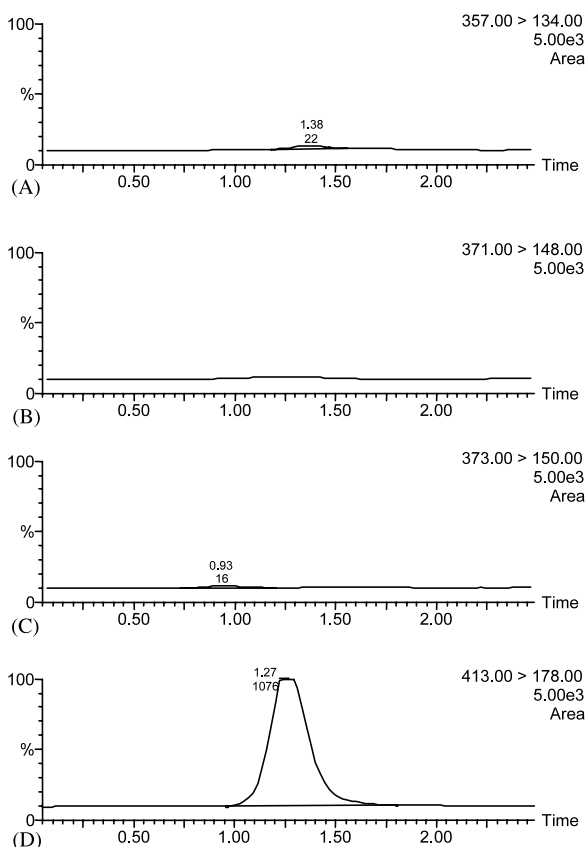 100
357.00 > 134.00
5.00e3
Area
%
1.38
22
0
Time
(A)
0.50 1.00 1.50 2.00
100
371.00 > 148.00
5.00e3
%
0
Time
(B)
0.50 1.00 1.50 2.00
100
373.00 > 150.00
5.00e3
Area
%
0.93
16
0
Time
(C)
0.50 1.00 1.50 2.00
100
413.00 > 178.00
5.00e3
Area
1.27
1076
%
0
Time
(D)
0.50 1.00 1.50 2.00